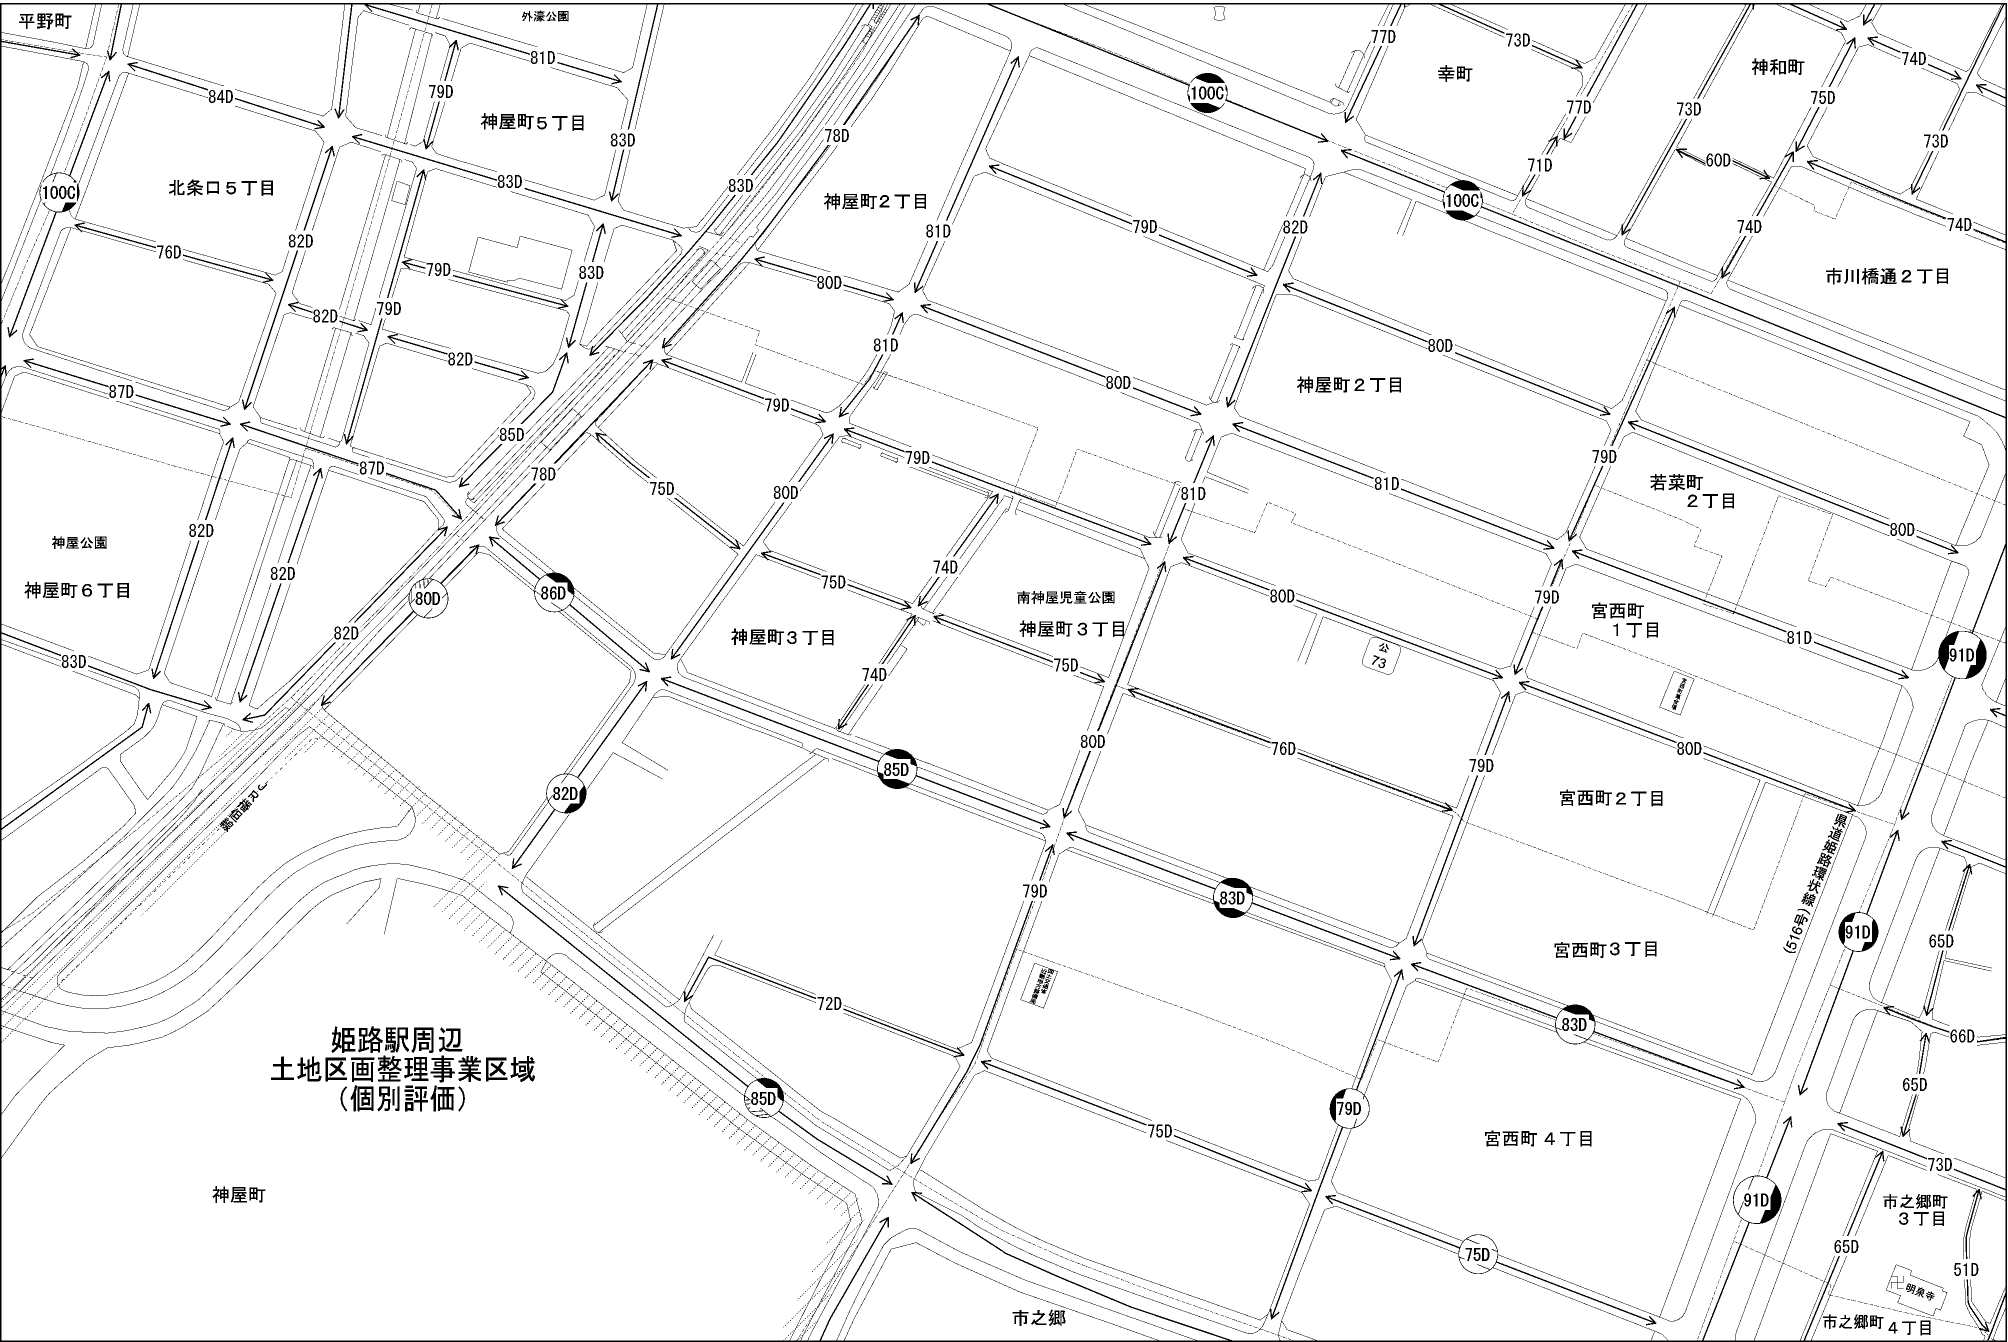 平野町
外濠公園
81D
77D
73D
神和町
74D
幸町
84D
79D
神屋町5丁目
83D
78D
100C
77D
73D
75D
73D
71D
60D
100C
北条口5丁目
83D
83D
神屋町2丁目
100C
74D
74D
81D
79D
82D
82D
76D
79D
83D
80D
市川橋通2丁目
79D
82D
82D
81D
80D
80D
神屋町2丁目
87D
79D
85D
79D
87D
78D
75D
80D
81D
81D
79D
若菜町
2丁目
80D
82D
神屋公園
82D
神屋町6丁目
80D
86D
75D
74D
南神屋児童公園
神屋町3丁目
80D
79D
宮西町
1丁目
81D
82D
神屋町3丁目
公
73
91D
83D
74D
75D
80D
76D
79D
80D
82D
85D
宮西町2丁目
JR播但線
県道姫路環状線
(516号)
79D
83D
91D
65D
宮西町3丁目
72D
83D
66D
姫路駅周辺
土地区画整理事業区域
(個別評価)
85D
79D
65D
75D
宮西町4丁目
73D
神屋町
91D
市之郷町
3丁目
75D
65D
51D
明泉寺
市之郷
市之郷町4丁目